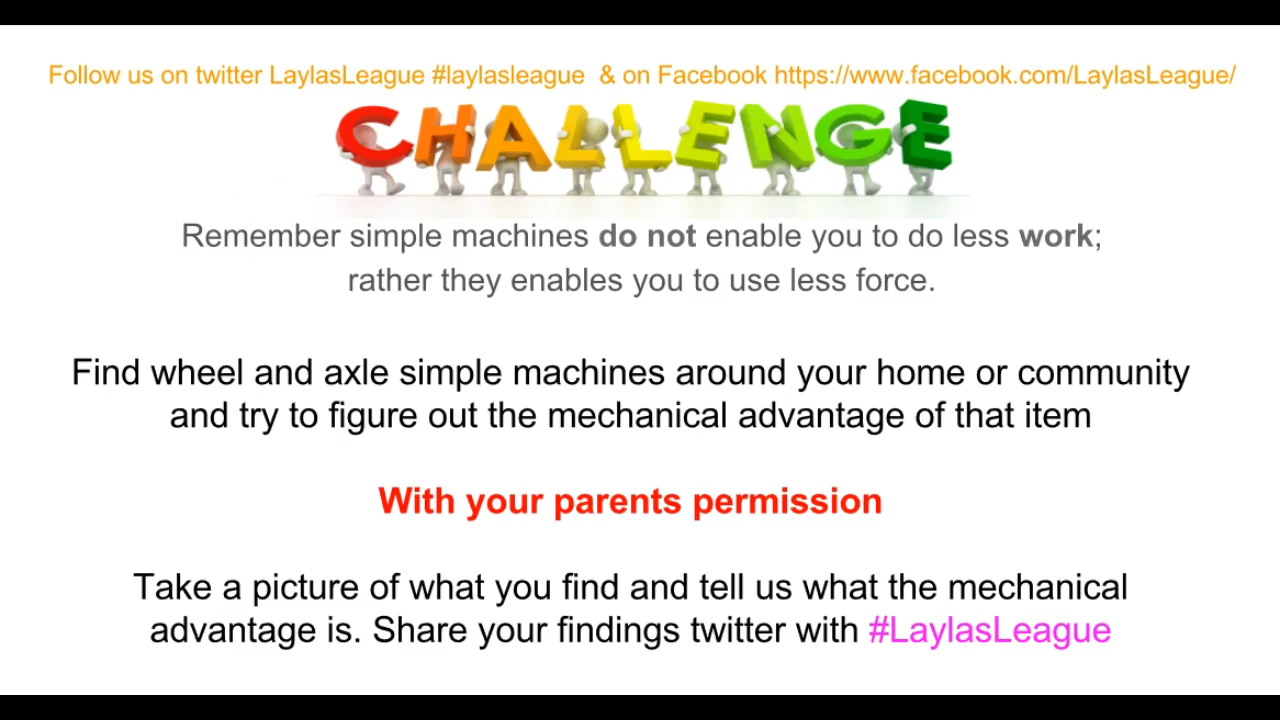 Follow us on twitter LaylasLeague #laylasleague & on Facebook https://www.facebook.com/LaylasLeague/
CHALLENGE
Remember simple machines do not enable you to do less work;
rather they enables you to use less force.
Find wheel and axle simple machines around your home or community
and try to figure out the mechanical advantage of that item
With your parents permission
Take a picture of what you find and tell us what the mechanical
advantage is. Share your findings twitter with #LaylasLeague